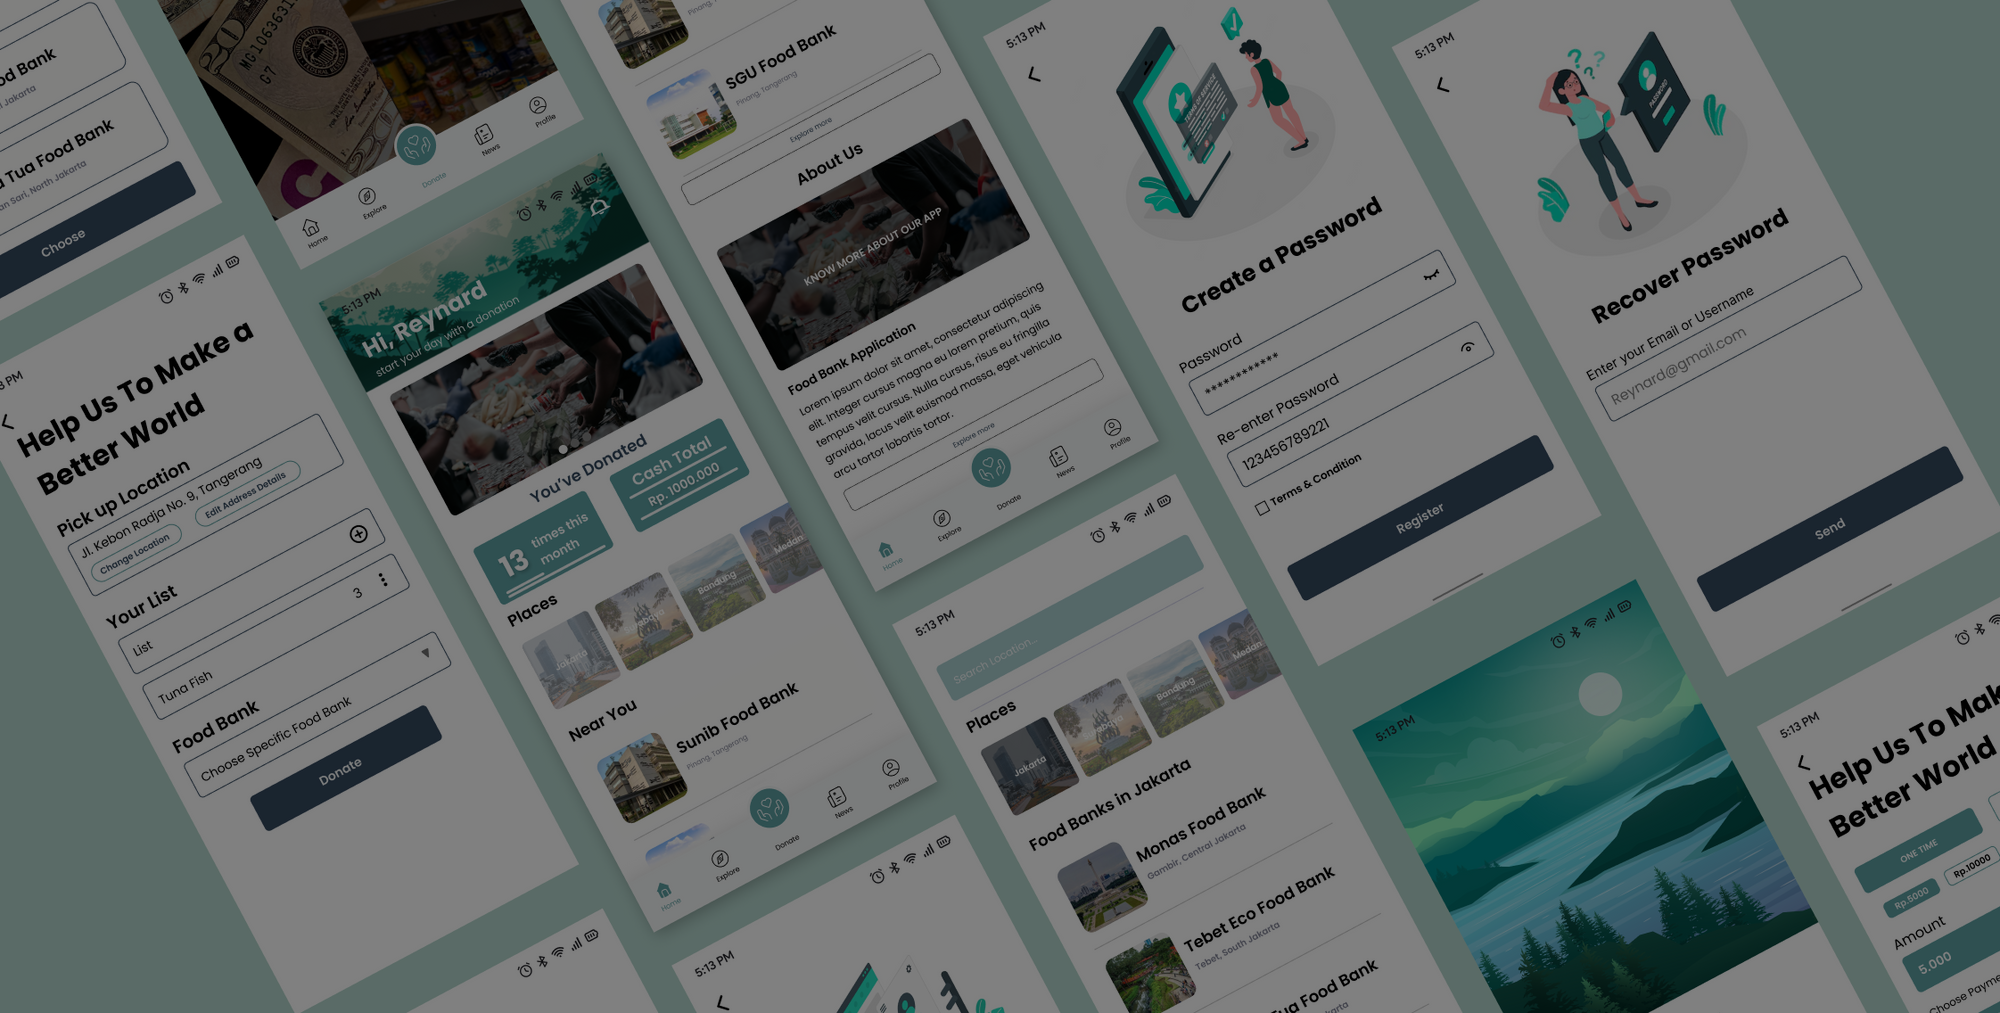 od Bank
Jakarta
Tua Food Bank
an Sari, North Jakarta
Choose
Home
Explore
Donate
News
Profile
Pinang, Tangerang
SGU Food Bank
Pinang, Tangerang
Explore more
About Us
KNOW MORE ABOUT OUR APP
Food Bank Application
Lorem ipsum dolor sit amet, consectetur adipiscing
elit. Integer cursus magna eu lorem pretium, quis
tempus velit cursus. Nulla cursus, risus eu fringilla
gravida, lacus velit euismod massa, eget vehicula
arcu tortor lobortis tortor.
Explore more
Home
Explore
Donate
News
Profile
5:13 PM
TERMS OF SERVICE
Create a Password
Password
***********
Re-enter Password
123456789221
Terms & Condition
Register
5:13 PM
PASSWORD
Recover Password
Enter your Email or Username
Reynard@gmail.com
Send
3 PM
Help Us To Make a
Better World
Pick up Location
Jl. Kebon Radja No. 9, Tangerang
Change Location
Edit Address Details
Your List
List
3
Tuna Fish
Food Bank
Choose Specific Food Bank
Donate
5:13 PM
Hi, Reynard
start your day with a donation
You've Donated
13 times this
month
Cash Total
Rp. 1000.000
Places
Jakarta
Bandung
Medan
Near You
Sunib Food Bank
Pinang, Tangerang
Home
Explore
Donate
News
Profile
5:13 PM
Search Location...
Places
Jakarta
Bandung
Medan
Food Banks in Jakarta
Monas Food Bank
Gambir, Central Jakarta
Tebet Eco Food Bank
Tebet, South Jakarta
Tua Food Bank
Jakarta
5:13 PM
5:13 PM
5:13 PM
Help Us To Mak
Better World
ONE TIME
Rp.5000
Rp.10000
Amount
5.000
Choose Payme